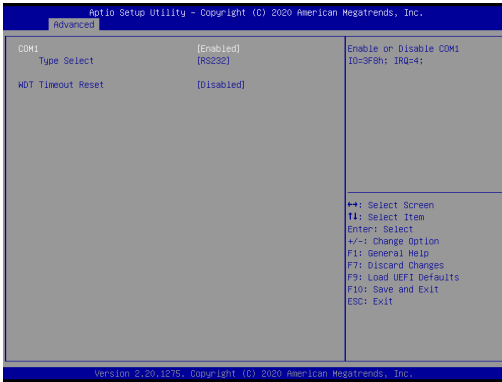 Aptio Setup Utility – Copyright (C) 2020 American Megatrends, Inc.
Advanced
COM1 [Enabled]
Type Select [RS232]
WDT Timeout Reset [Disabled]
Enable or Disable COM1
IO=3F8h; IRQ=4;
↔: Select Screen
↑↓: Select Item
Enter: Select
+/-: Change Option
F1: General Help
F7: Discard Changes
F9: Load UEFI Defaults
F10: Save and Exit
ESC: Exit
Version 2.20.1275. Copyright (C) 2020 American Megatrends, Inc.